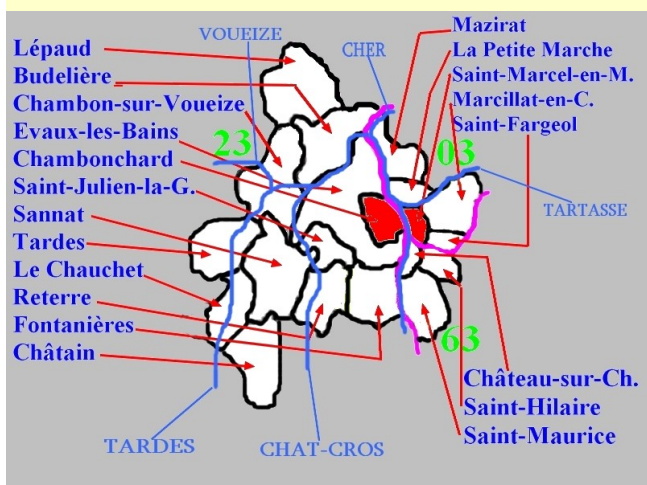 VOUEIZE
CHER
Lépaud
Budelière
Chambon-sur-Voueize
Evaux-les-Bains
Chambonchard
Saint-Julien-la-G.
Sannat
Tardes
Le Chauchet
Reterre
Fontanières
Châtain
Mazirat
La Petite Marche
Saint-Marcel-en-M.
Marcillat-en-C.
Saint-Fargeol
23
03
TARTASSE
63
Château-sur-Ch.
Saint-Hilaire
Saint-Maurice
TARDES
CHAT-CROS